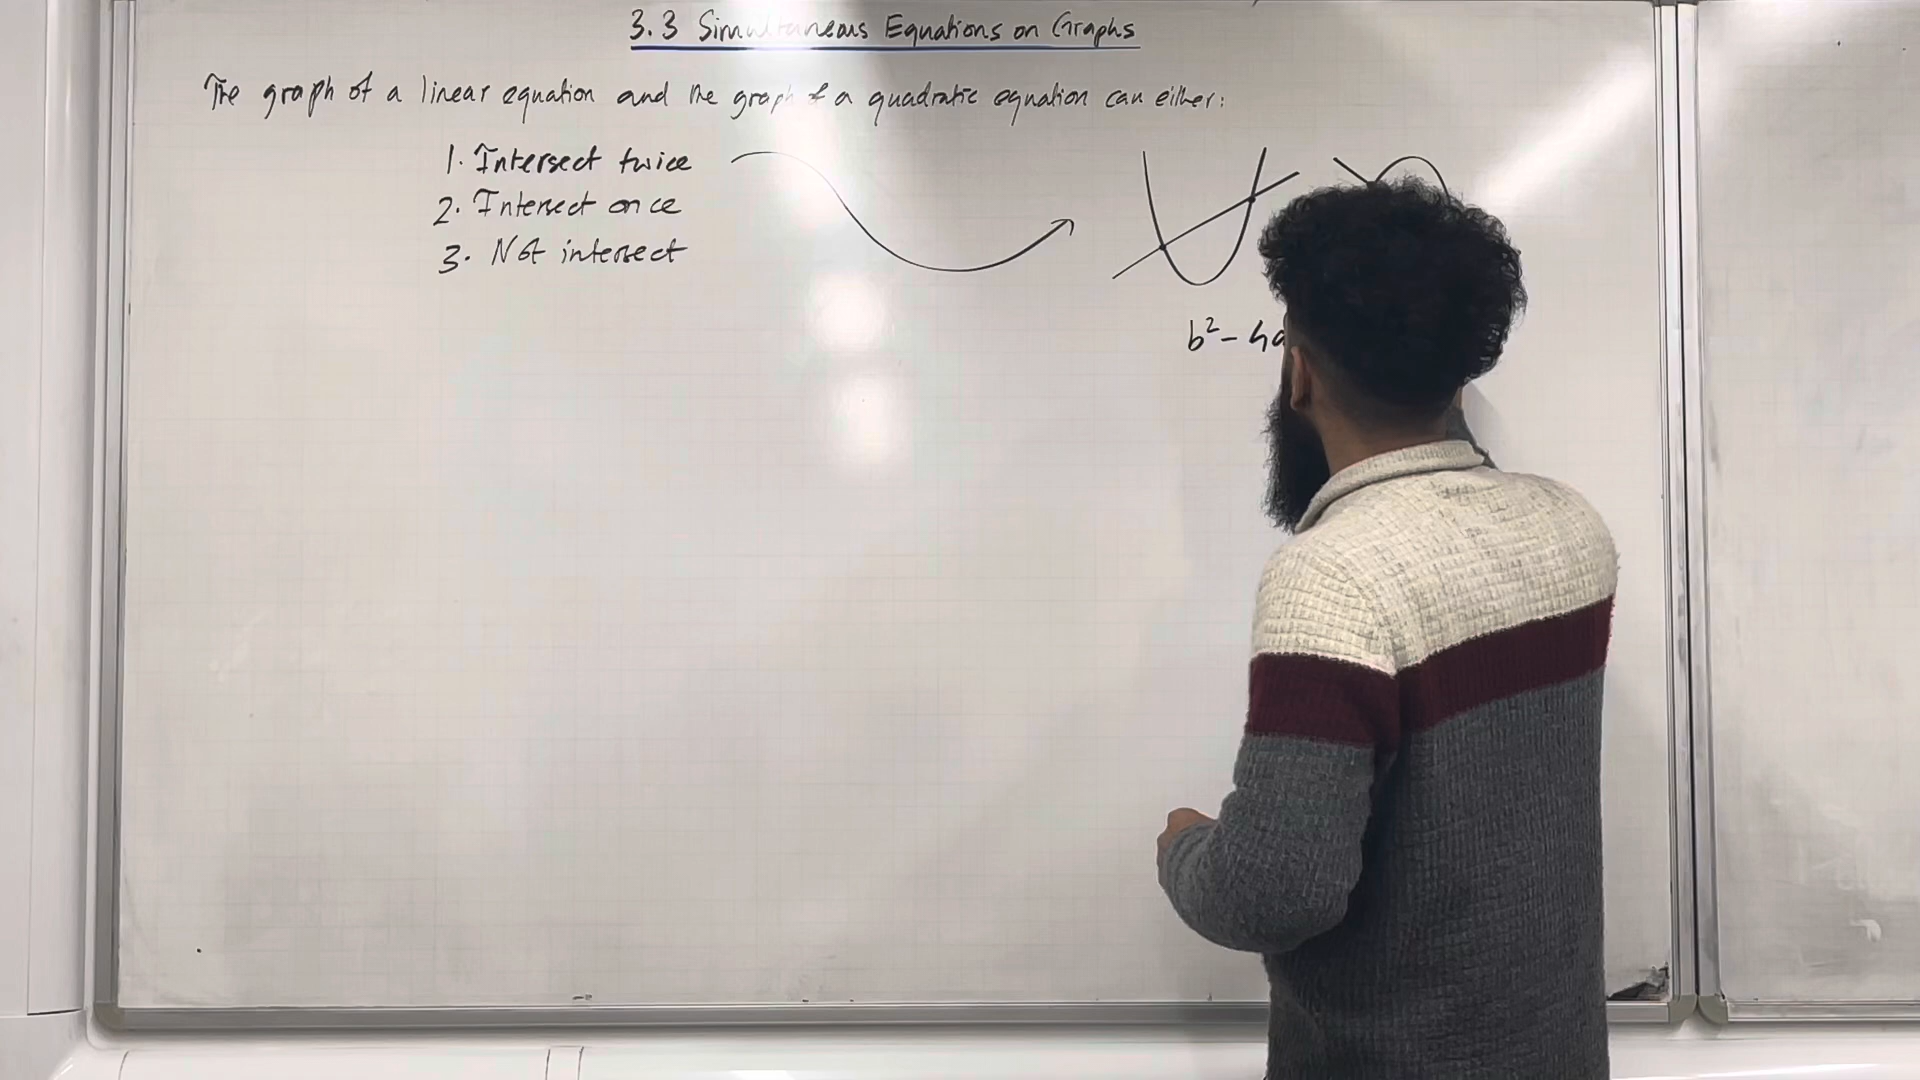 3.3 Simultaneous Equations on Graphs
The graph of a linear equation and the graph of a quadratic equation can either:
1. Intersect twice
2. Intersect once
3. Not intersect
b² - 4a